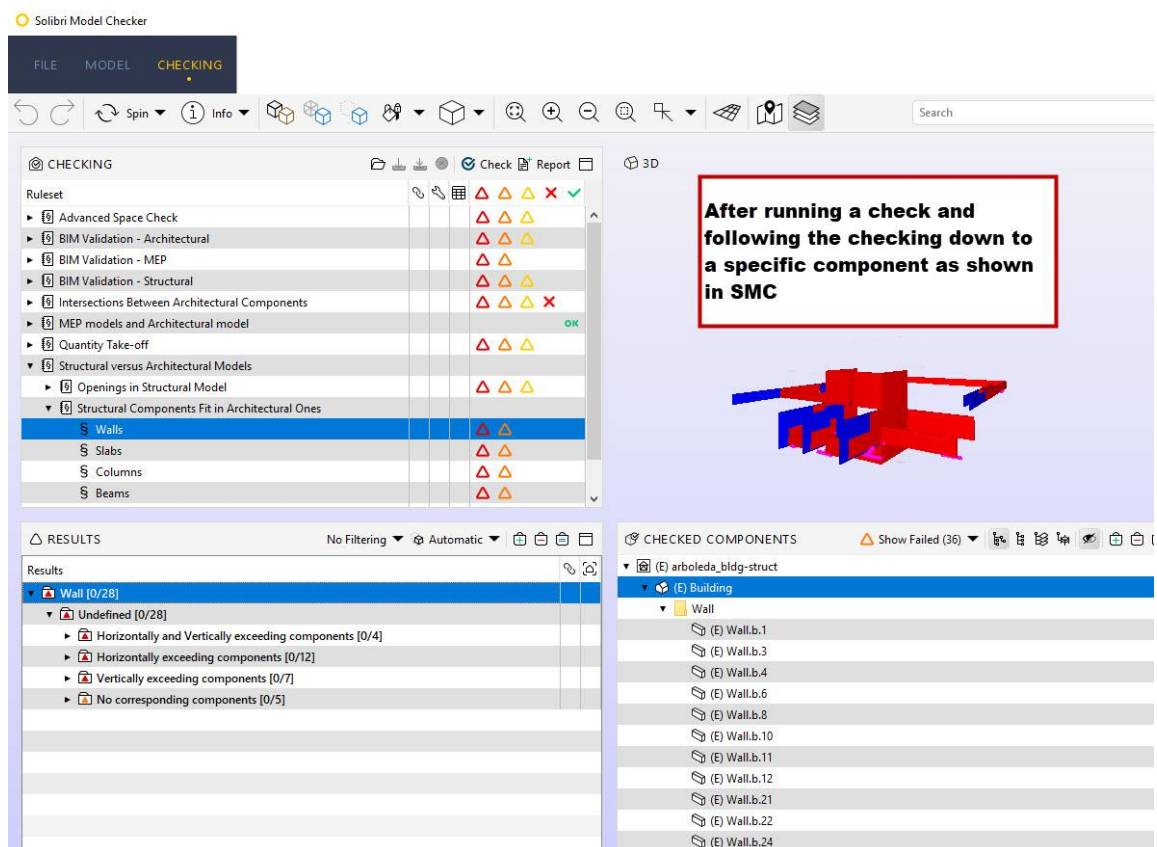 Solibri Model Checker
FILE MODEL CHECKING
Spin Info Search
CHECKING Check Report
Ruleset
Advanced Space Check
BIM Validation - Architectural
BIM Validation - MEP
BIM Validation - Structural
Intersections Between Architectural Components
MEP models and Architectural model OK
Quantity Take-off
Structural versus Architectural Models
Openings in Structural Model
Structural Components Fit in Architectural Ones
§ Walls
§ Slabs
§ Columns
§ Beams
3D
After running a check and
following the checking down to
a specific component as shown
in SMC
RESULTS No Filtering Automatic
Results
Wall [0/28]
Undefined [0/28]
Horizontally and Vertically exceeding components [0/4]
Horizontally exceeding components [0/12]
Vertically exceeding components [0/7]
No corresponding components [0/5]
CHECKED COMPONENTS Show Failed (36)
(E) arboleda_bldg-struct
(E) Building
Wall
(E) Wall.b.1
(E) Wall.b.3
(E) Wall.b.4
(E) Wall.b.6
(E) Wall.b.8
(E) Wall.b.10
(E) Wall.b.11
(E) Wall.b.12
(E) Wall.b.21
(E) Wall.b.22
(E) Wall.b.24